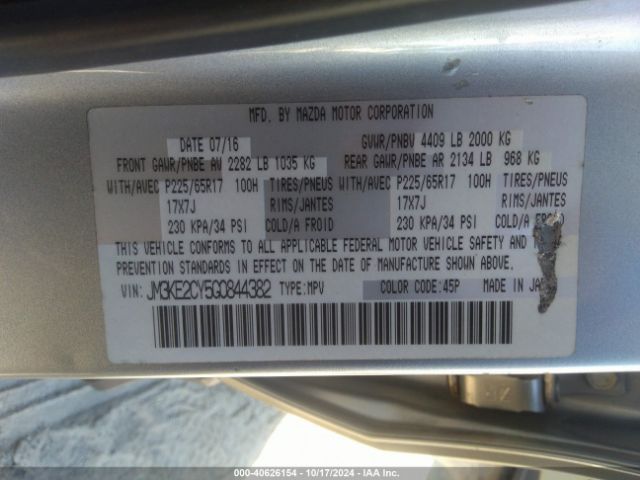 MFD. BY MAZDA MOTOR CORPORATION
DATE 07/16 GVWR/PNBV 4409 LB 2000 KG
FRONT GAWR/PNBE AV 2282 LB 1035 KG REAR GAWR/PNBE AR 2134 LB 968 KG
WITH/AVEC P225/65R17 100H TIRES/PNEUS WITH/AVEC P225/65R17 100H TIRES/PNEUS
17X7J RIMS/JANTES 17X7J RIMS/JANTES
230 KPA/34 PSI COLD/A FROID 230 KPA/34 PSI COLD/A FROID
THIS VEHICLE CONFORMS TO ALL APPLICABLE FEDERAL MOTOR VEHICLE SAFETY AND
PREVENTION STANDARDS IN EFFECT ON THE DATE OF MANUFACTURE SHOWN ABOVE.
VIN: JM3KE2CY5G0844382 TYPE:MPV COLOR CODE:45P MADE IN
000-40626154 - 10/17/2024 - IAA Inc.